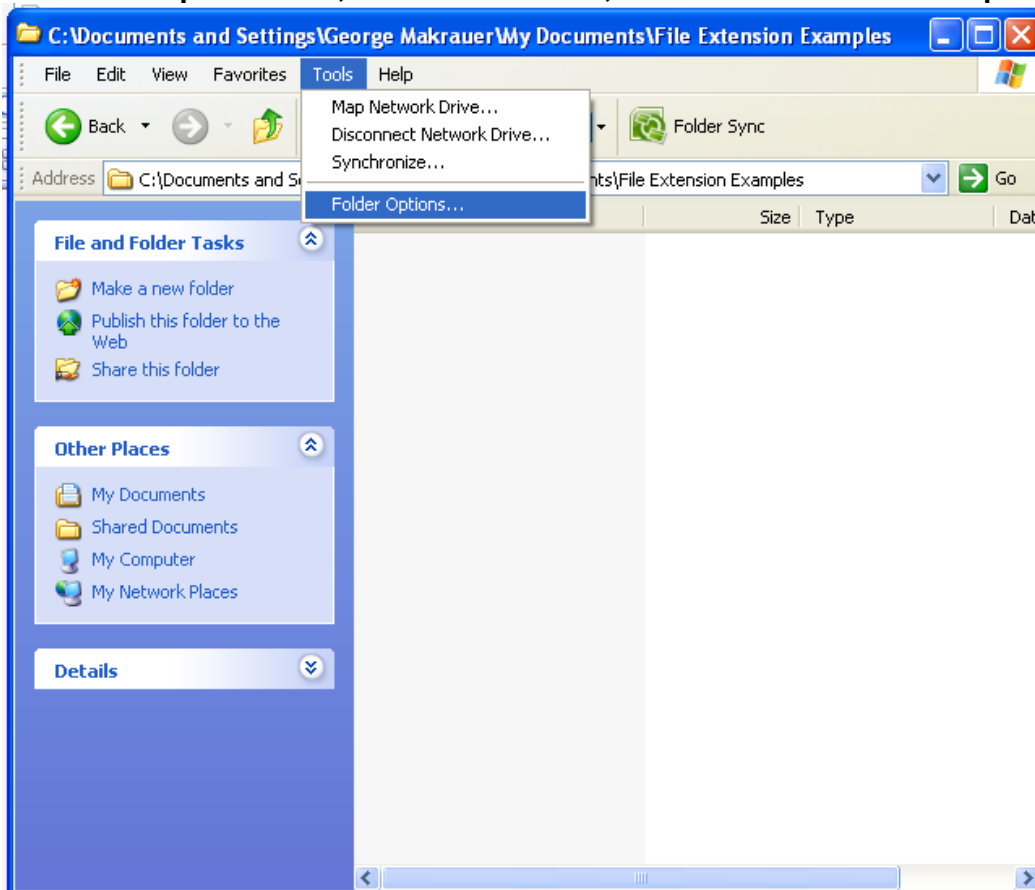 C:\Documents and Settings\George Makrauer\My Documents\File Extension Examples
File Edit View Favorites Tools Help
Map Network Drive...
Disconnect Network Drive...
Synchronize...
Folder Options...
Back
Folder Sync
Address C:\Documents and
\File Extension Examples
Go
Size Type
File and Folder Tasks
Make a new folder
Publish this folder to the
Web
Share this folder
Other Places
My Documents
Shared Documents
My Computer
My Network Places
Details